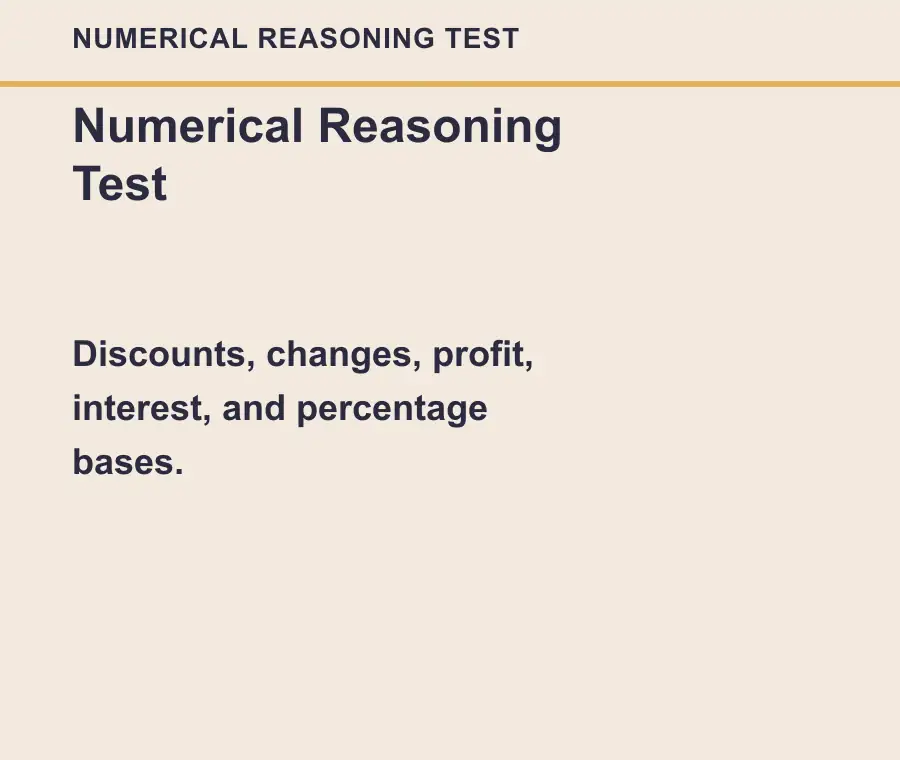 NUMERICAL REASONING TEST
Numerical Reasoning
Test
Discounts, changes, profit,
interest, and percentage
bases.